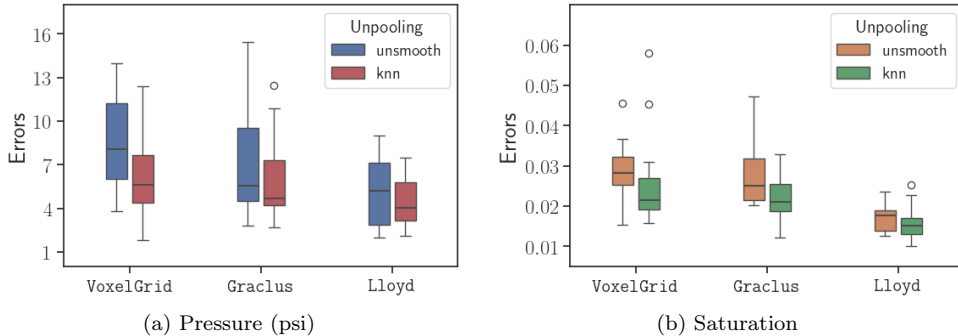 Unpooling
unsmooth
knn
16
13
10
7
4
1
Errors
VoxelGrid
Graclus
Lloyd
(a) Pressure (psi)
Unpooling
unsmooth
knn
0.06
0.05
0.04
0.03
0.02
0.01
Errors
VoxelGrid
Graclus
Lloyd
(b) Saturation